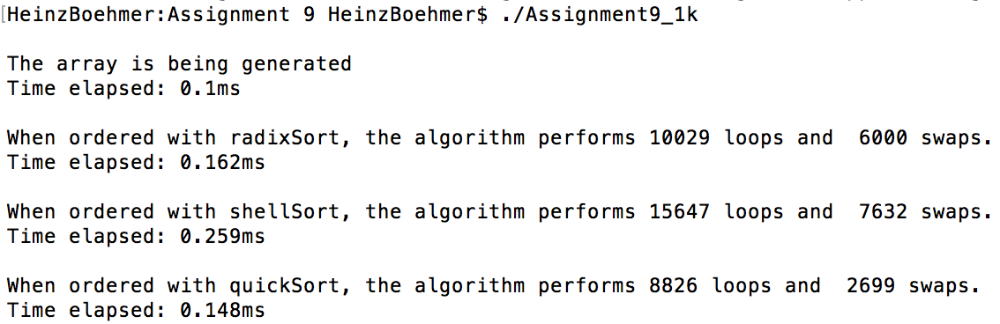 [HeinzBoehmer:Assignment 9 HeinzBoehmer$ ./Assignment9_1k
The array is being generated
Time elapsed: 0.1ms
When ordered with radixSort, the algorithm performs 10029 loops and  6000 swaps.
Time elapsed: 0.162ms
When ordered with shellSort, the algorithm performs 15647 loops and  7632 swaps.
Time elapsed: 0.259ms
When ordered with quickSort, the algorithm performs 8826 loops and  2699 swaps.
Time elapsed: 0.148ms